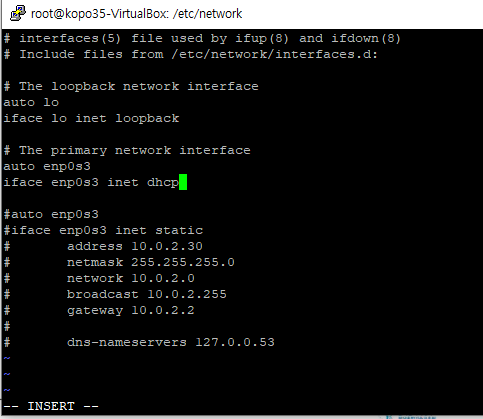 root@kopo35-VirtualBox: /etc/network
# interfaces(5) file used by ifup(8) and ifdown(8)
# Include files from /etc/network/interfaces.d:

# The loopback network interface
auto lo
iface lo inet loopback

# The primary network interface
auto enp0s3
iface enp0s3 inet dhcp

#auto enp0s3
#iface enp0s3 inet static
#       address 10.0.2.30
#       netmask 255.255.255.0
#       network 10.0.2.0
#       broadcast 10.0.2.255
#       gateway 10.0.2.2
#
#       dns-nameservers 127.0.0.53
~
~
~
-- INSERT --